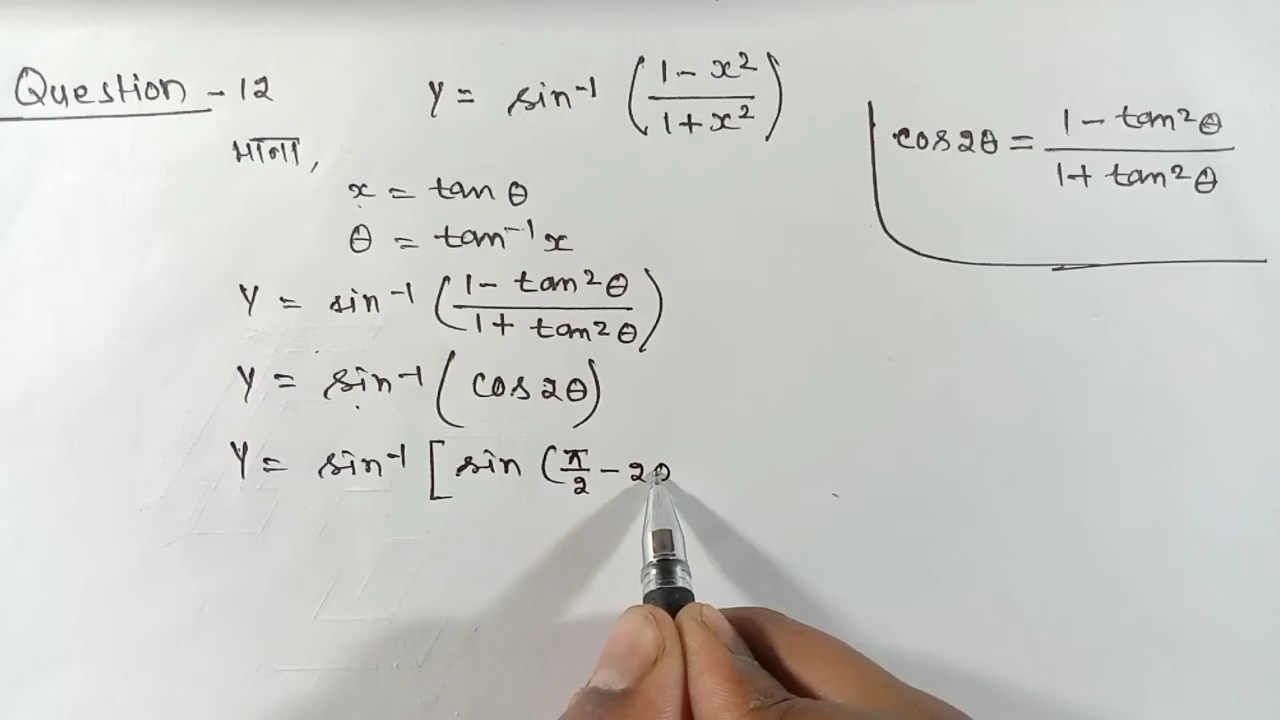 Question - 12
y = sin⁻¹ ((1 - x²)/(1 + x²))
माना,
x = tan θ
θ = tan⁻¹ x
y = sin⁻¹ ((1 - tan²θ)/(1 + tan²θ))
y = sin⁻¹ (cos 2θ)
y = sin⁻¹ [sin (π/2 - 2θ
cos 2θ = (1 - tan²θ)/(1 + tan²θ)